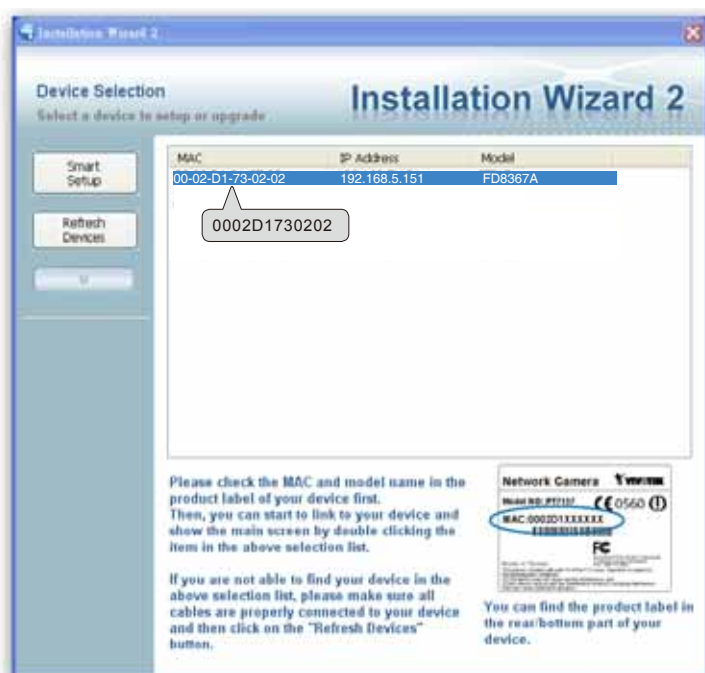 Installation Wizard 2
Device Selection
Select a device to setup or upgrade
Installation Wizard 2
Smart
Setup
Refresh
Devices
MAC IP Address Model
00-02-D1-73-02-02 192.168.5.151 FD8367A
0002D1730202
Please check the MAC and model name in the
product label of your device first.
Then, you can start to link to your device and
show the main screen by double clicking the
item in the above selection list.
If you are not able to find your device in the
above selection list, please make sure all
cables are properly connected to your device
and then click on the "Refresh Devices"
button.
Network Camera VIVOTEK
Model NO: PT7137 CE0560
MAC:0002D1XXXXXX
FC
You can find the product label in
the rear/bottom part of your
device.